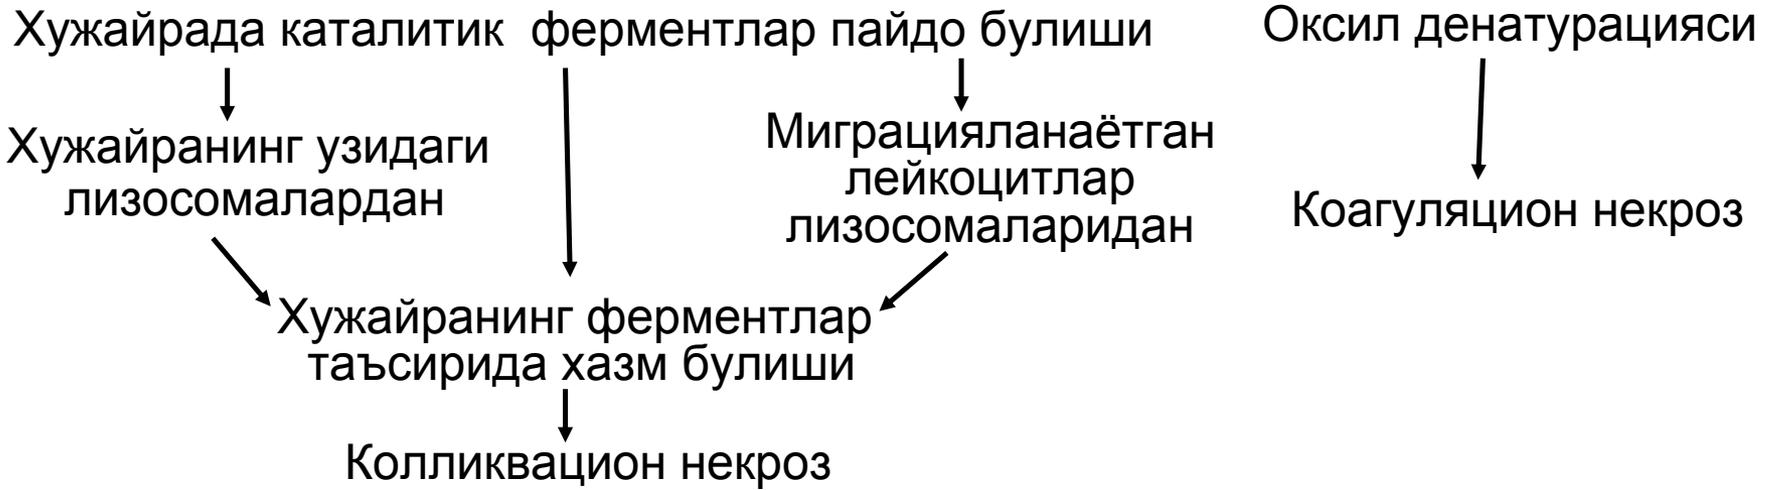 Хужайрада каталитик ферментлар пайдо булиши
Оксил денатурацияси
Хужайранинг узидаги
лизосомалардан
Миграцияланаётган
лейкоцитлар
лизосомаларидан
Коагуляцион некроз
Хужайранинг ферментлар
таъсирида хазм булиши
Колликвацион некроз